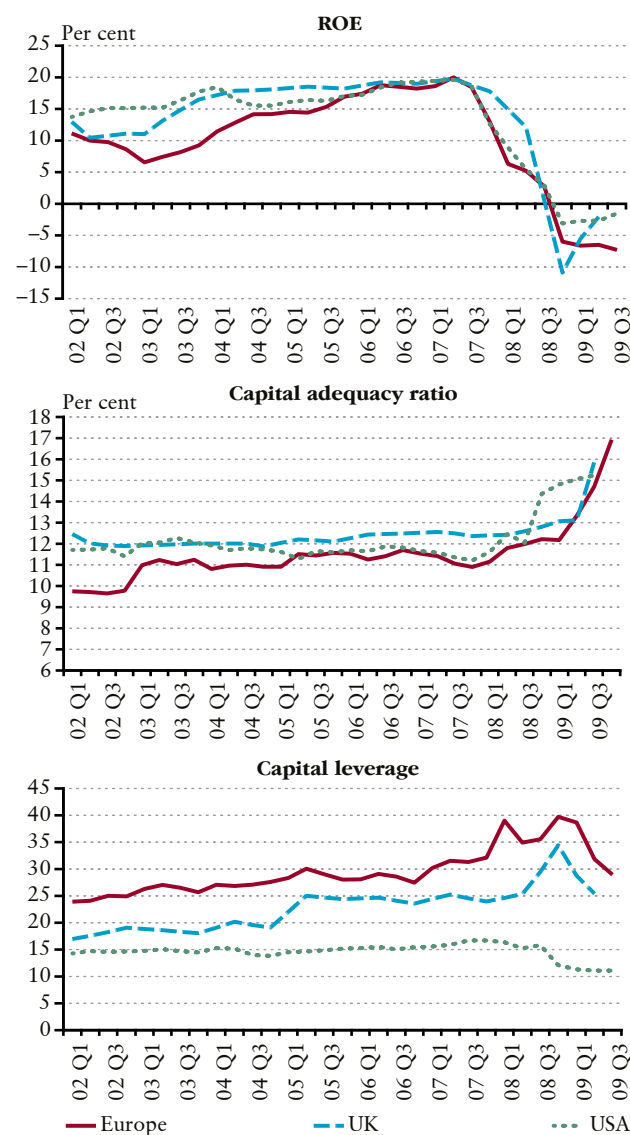 ROE
Per cent
25
20
15
10
5
0
−5
−10
−15
02 Q1
02 Q3
03 Q1
03 Q3
04 Q1
04 Q3
05 Q1
05 Q3
06 Q1
06 Q3
07 Q1
07 Q3
08 Q1
08 Q3
09 Q1
09 Q3
Capital adequacy ratio
Per cent
18
17
16
15
14
13
12
11
10
9
8
7
6
02 Q1
02 Q3
03 Q1
03 Q3
04 Q1
04 Q3
05 Q1
05 Q3
06 Q1
06 Q3
07 Q1
07 Q3
08 Q1
08 Q3
09 Q1
09 Q3
Capital leverage
45
40
35
30
25
20
15
10
5
0
02 Q1
02 Q3
03 Q1
03 Q3
04 Q1
04 Q3
05 Q1
05 Q3
06 Q1
06 Q3
07 Q1
07 Q3
08 Q1
08 Q3
09 Q1
09 Q3
Europe UK USA